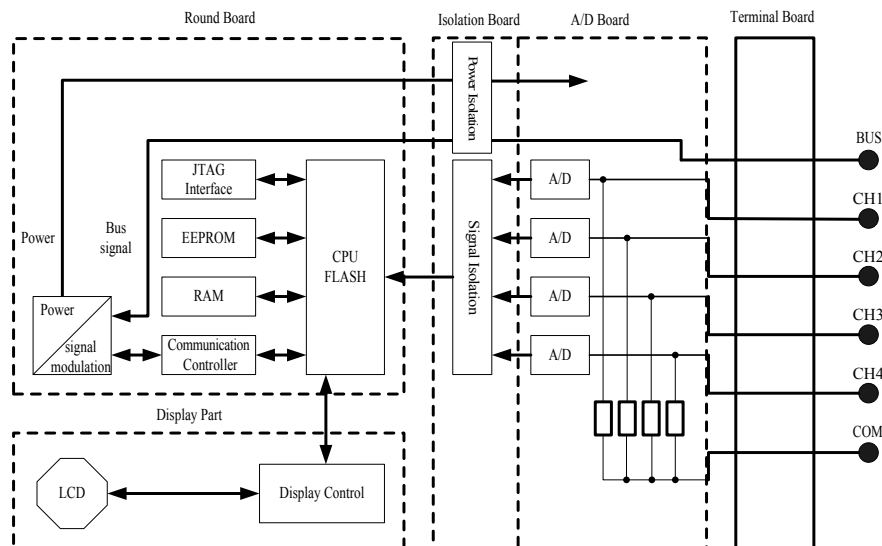 Round Board
Isolation Board
A/D Board
Terminal Board
Power Isolation
BUS
JTAG
Interface
A/D
CH1
Power
Bus
signal
EEPROM
CPU
FLASH
Signal Isolation
A/D
CH2
RAM
A/D
CH3
Power
signal
modulation
Communication
Controller
A/D
CH4
Display Part
COM
LCD
Display Control